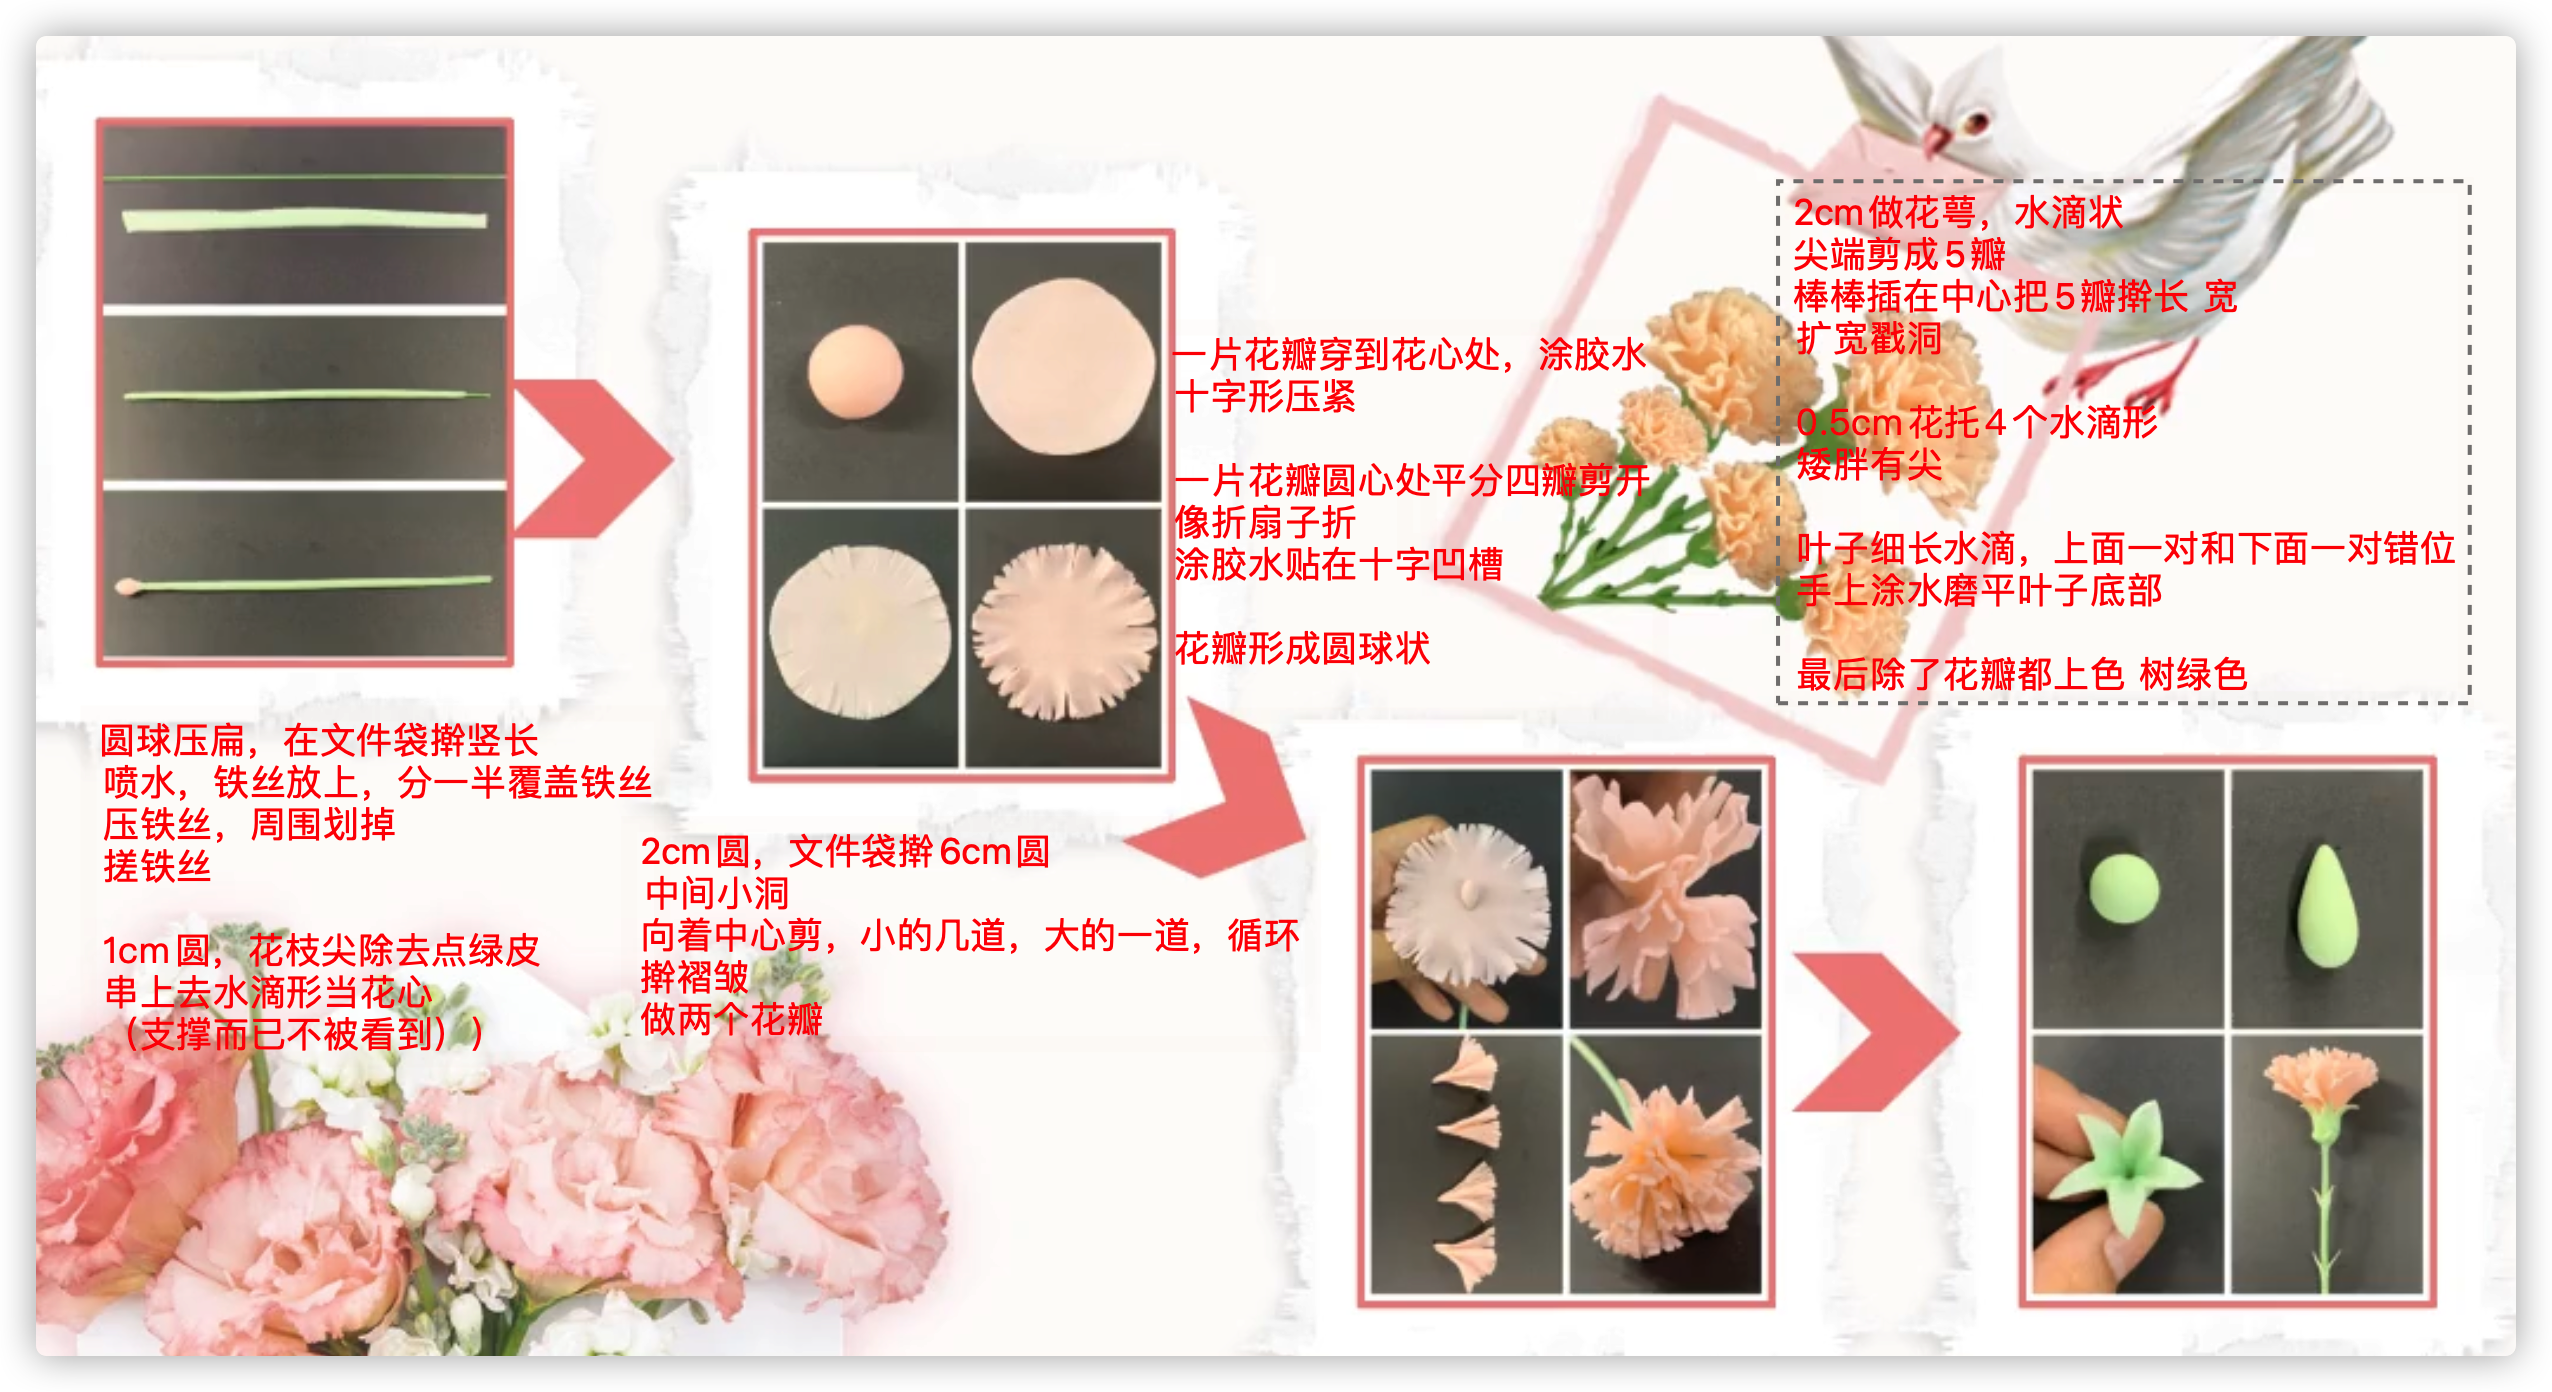 圆球压扁，在文件袋擀竖长
喷水，铁丝放上，分一半覆盖铁丝
压铁丝，周围划掉
搓铁丝
1cm圆，花枝尖除去点绿皮
串上去水滴形当花心
（支撑而已不被看到））
2cm圆，文件袋擀6cm圆
中间小洞
向着中心剪，小的几道，大的一道，循环
擀褶皱
做两个花瓣
一片花瓣穿到花心处，涂胶水
十字形压紧
一片花瓣圆心处平分四瓣剪开
像折扇子折
涂胶水贴在十字凹槽
花瓣形成圆球状
2cm做花萼，水滴状
尖端剪成5瓣
棒棒插在中心把5瓣擀长 宽
扩宽戳洞
0.5cm花托4个水滴形
矮胖有尖
叶子细长水滴，上面一对和下面一对错位
手上涂水磨平叶子底部
最后除了花瓣都上色 树绿色